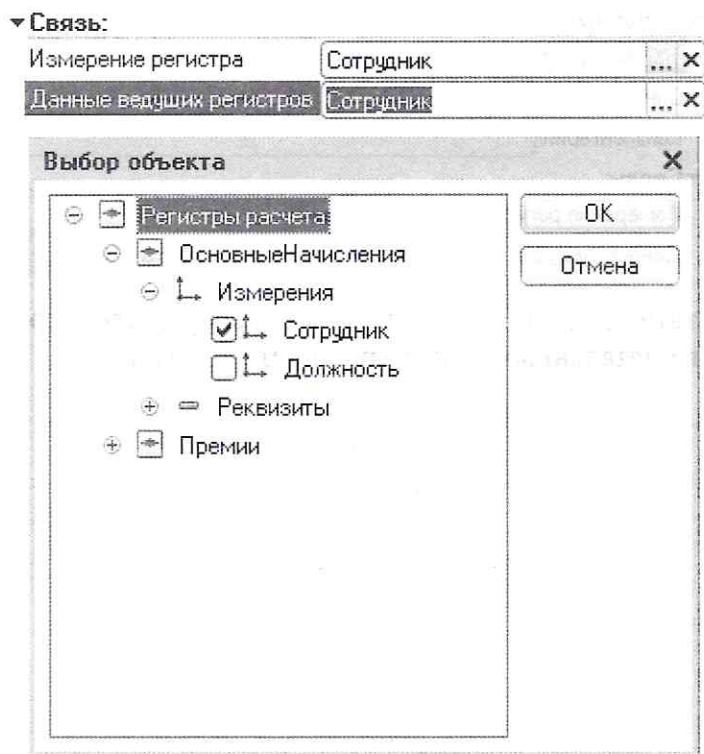 Связь:
Измерение регистра Сотрудник ... ×
Данные ведущих регистров Сотрудник ... ×
Выбор объекта ×
Регистры расчета OK
ОсновныеНачисления Отмена
Измерения
Сотрудник
Должность
Реквизиты
Премии